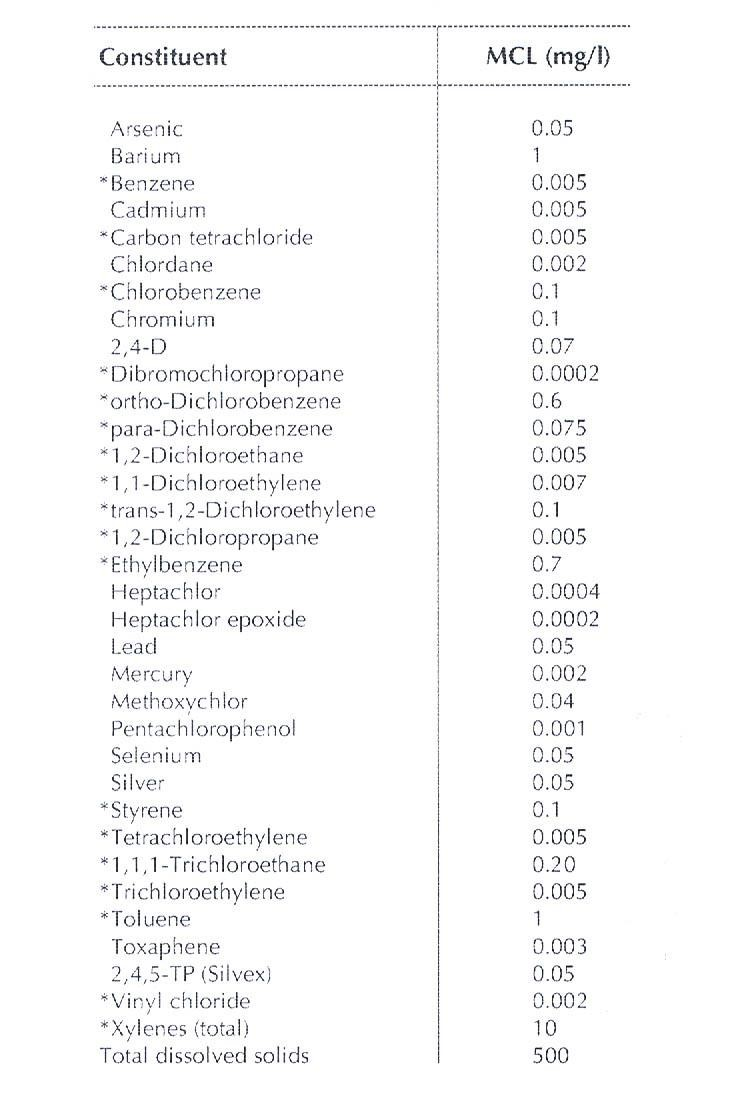 Constituent MCL (mg/l)
Arsenic 0.05
Barium 1
*Benzene 0.005
Cadmium 0.005
*Carbon tetrachloride 0.005
Chlordane 0.002
*Chlorobenzene 0.1
Chromium 0.1
2,4-D 0.07
*Dibromochloropropane 0.0002
*ortho-Dichlorobenzene 0.6
*para-Dichlorobenzene 0.075
*1,2-Dichloroethane 0.005
*1,1-Dichloroethylene 0.007
*trans-1,2-Dichloroethylene 0.1
*1,2-Dichloropropane 0.005
*Ethylbenzene 0.7
Heptachlor 0.0004
Heptachlor epoxide 0.0002
Lead 0.05
Mercury 0.002
Methoxychlor 0.04
Pentachlorophenol 0.001
Selenium 0.05
Silver 0.05
*Styrene 0.1
*Tetrachloroethylene 0.005
*1,1,1-Trichloroethane 0.20
*Trichloroethylene 0.005
*Toluene 1
Toxaphene 0.003
2,4,5-TP (Silvex) 0.05
*Vinyl chloride 0.002
*Xylenes (total) 10
Total dissolved solids 500